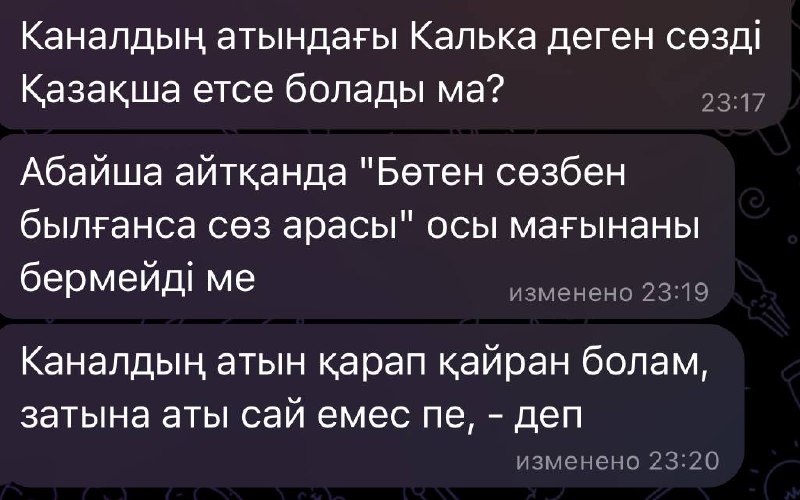 Каналдың атындағы Калька деген сөзді
Қазақша етсе болады ма?
23:17
Абайша айтқанда "Бөтен сөзбен
былғанса сөз арасы" осы мағынаны
бермейді ме
изменено 23:19
Каналдың атын қарап қайран болам,
затына аты сай емес пе, - деп
изменено 23:20